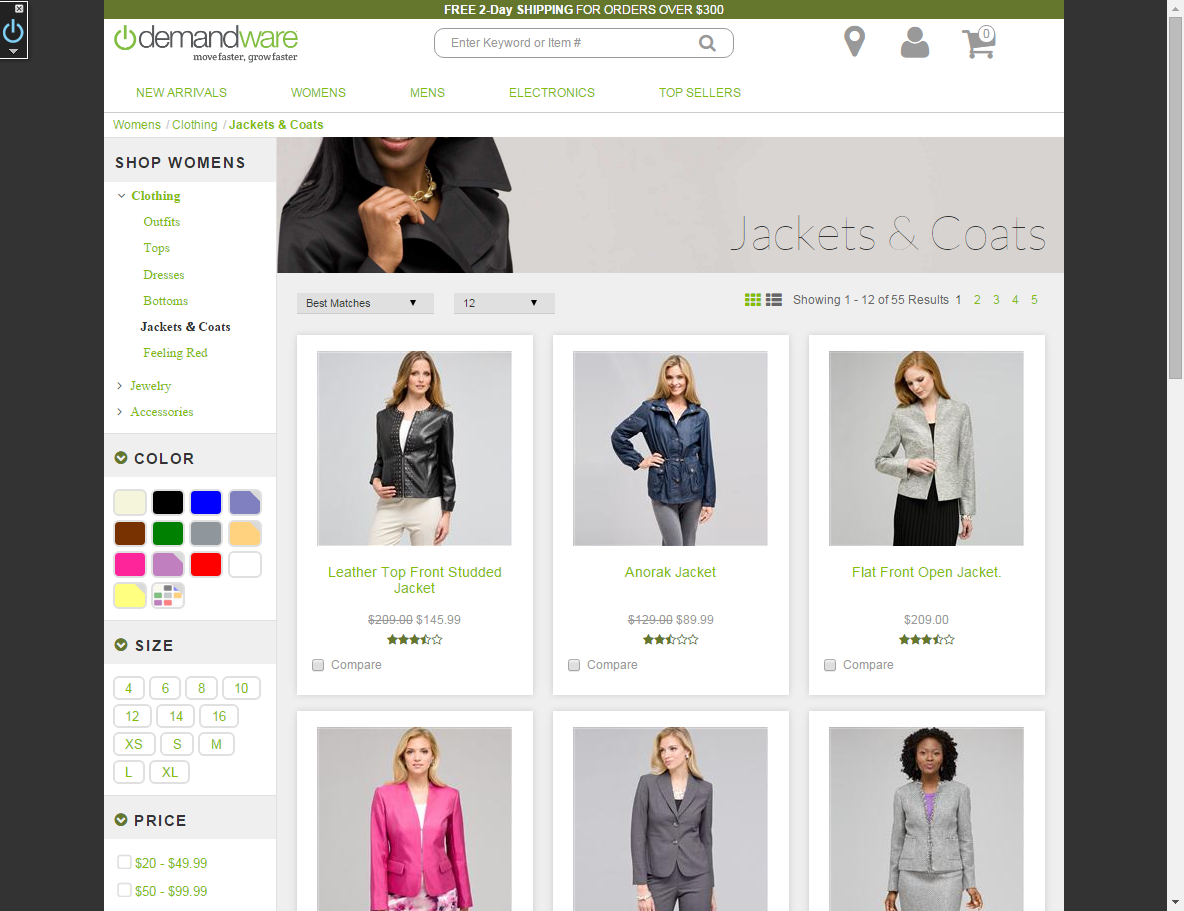 FREE 2-Day SHIPPING FOR ORDERS OVER $300
demandware
move faster, grow faster
Enter Keyword or Item #
0
NEW ARRIVALS WOMENS MENS ELECTRONICS TOP SELLERS
Womens / Clothing / Jackets & Coats
SHOP WOMENS
Clothing
Outfits
Tops
Dresses
Bottoms
Jackets & Coats
Feeling Red
Jewelry
Accessories
COLOR
SIZE
4 6 8 10
12 14 16
XS S M
L XL
PRICE
$20 - $49.99
$50 - $99.99
Jackets & Coats
Best Matches 12 Showing 1 - 12 of 55 Results 1 2 3 4 5
Leather Top Front Studded
Jacket
$209.00 $145.99
Compare
Anorak Jacket
$129.00 $89.99
Compare
Flat Front Open Jacket.
$209.00
Compare